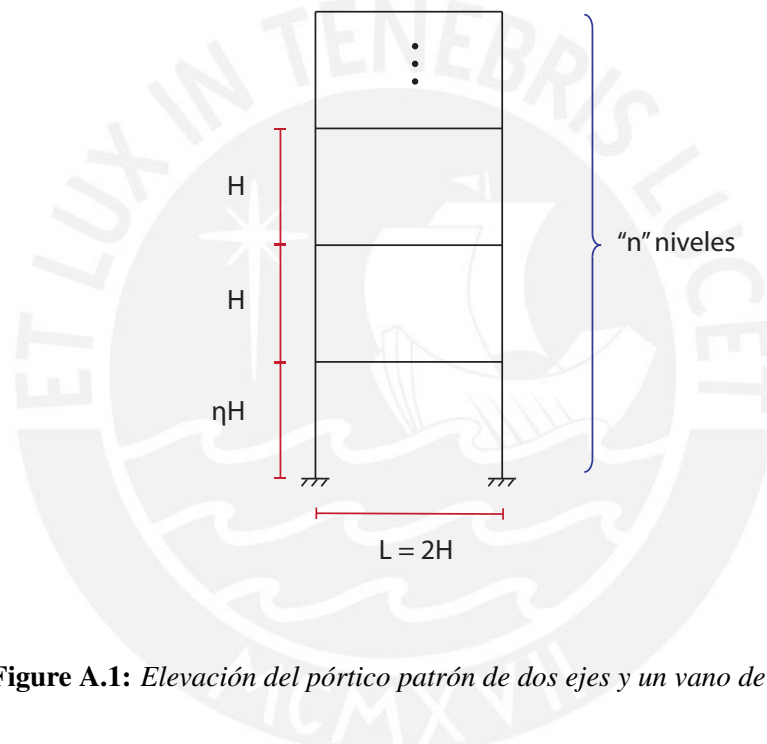 H
"n" niveles
H
ηH
L = 2H
Figure A.1: Elevación del pórtico patrón de dos ejes y un vano de
ET LUX IN TENEBRIS LUCET
MCMXVII